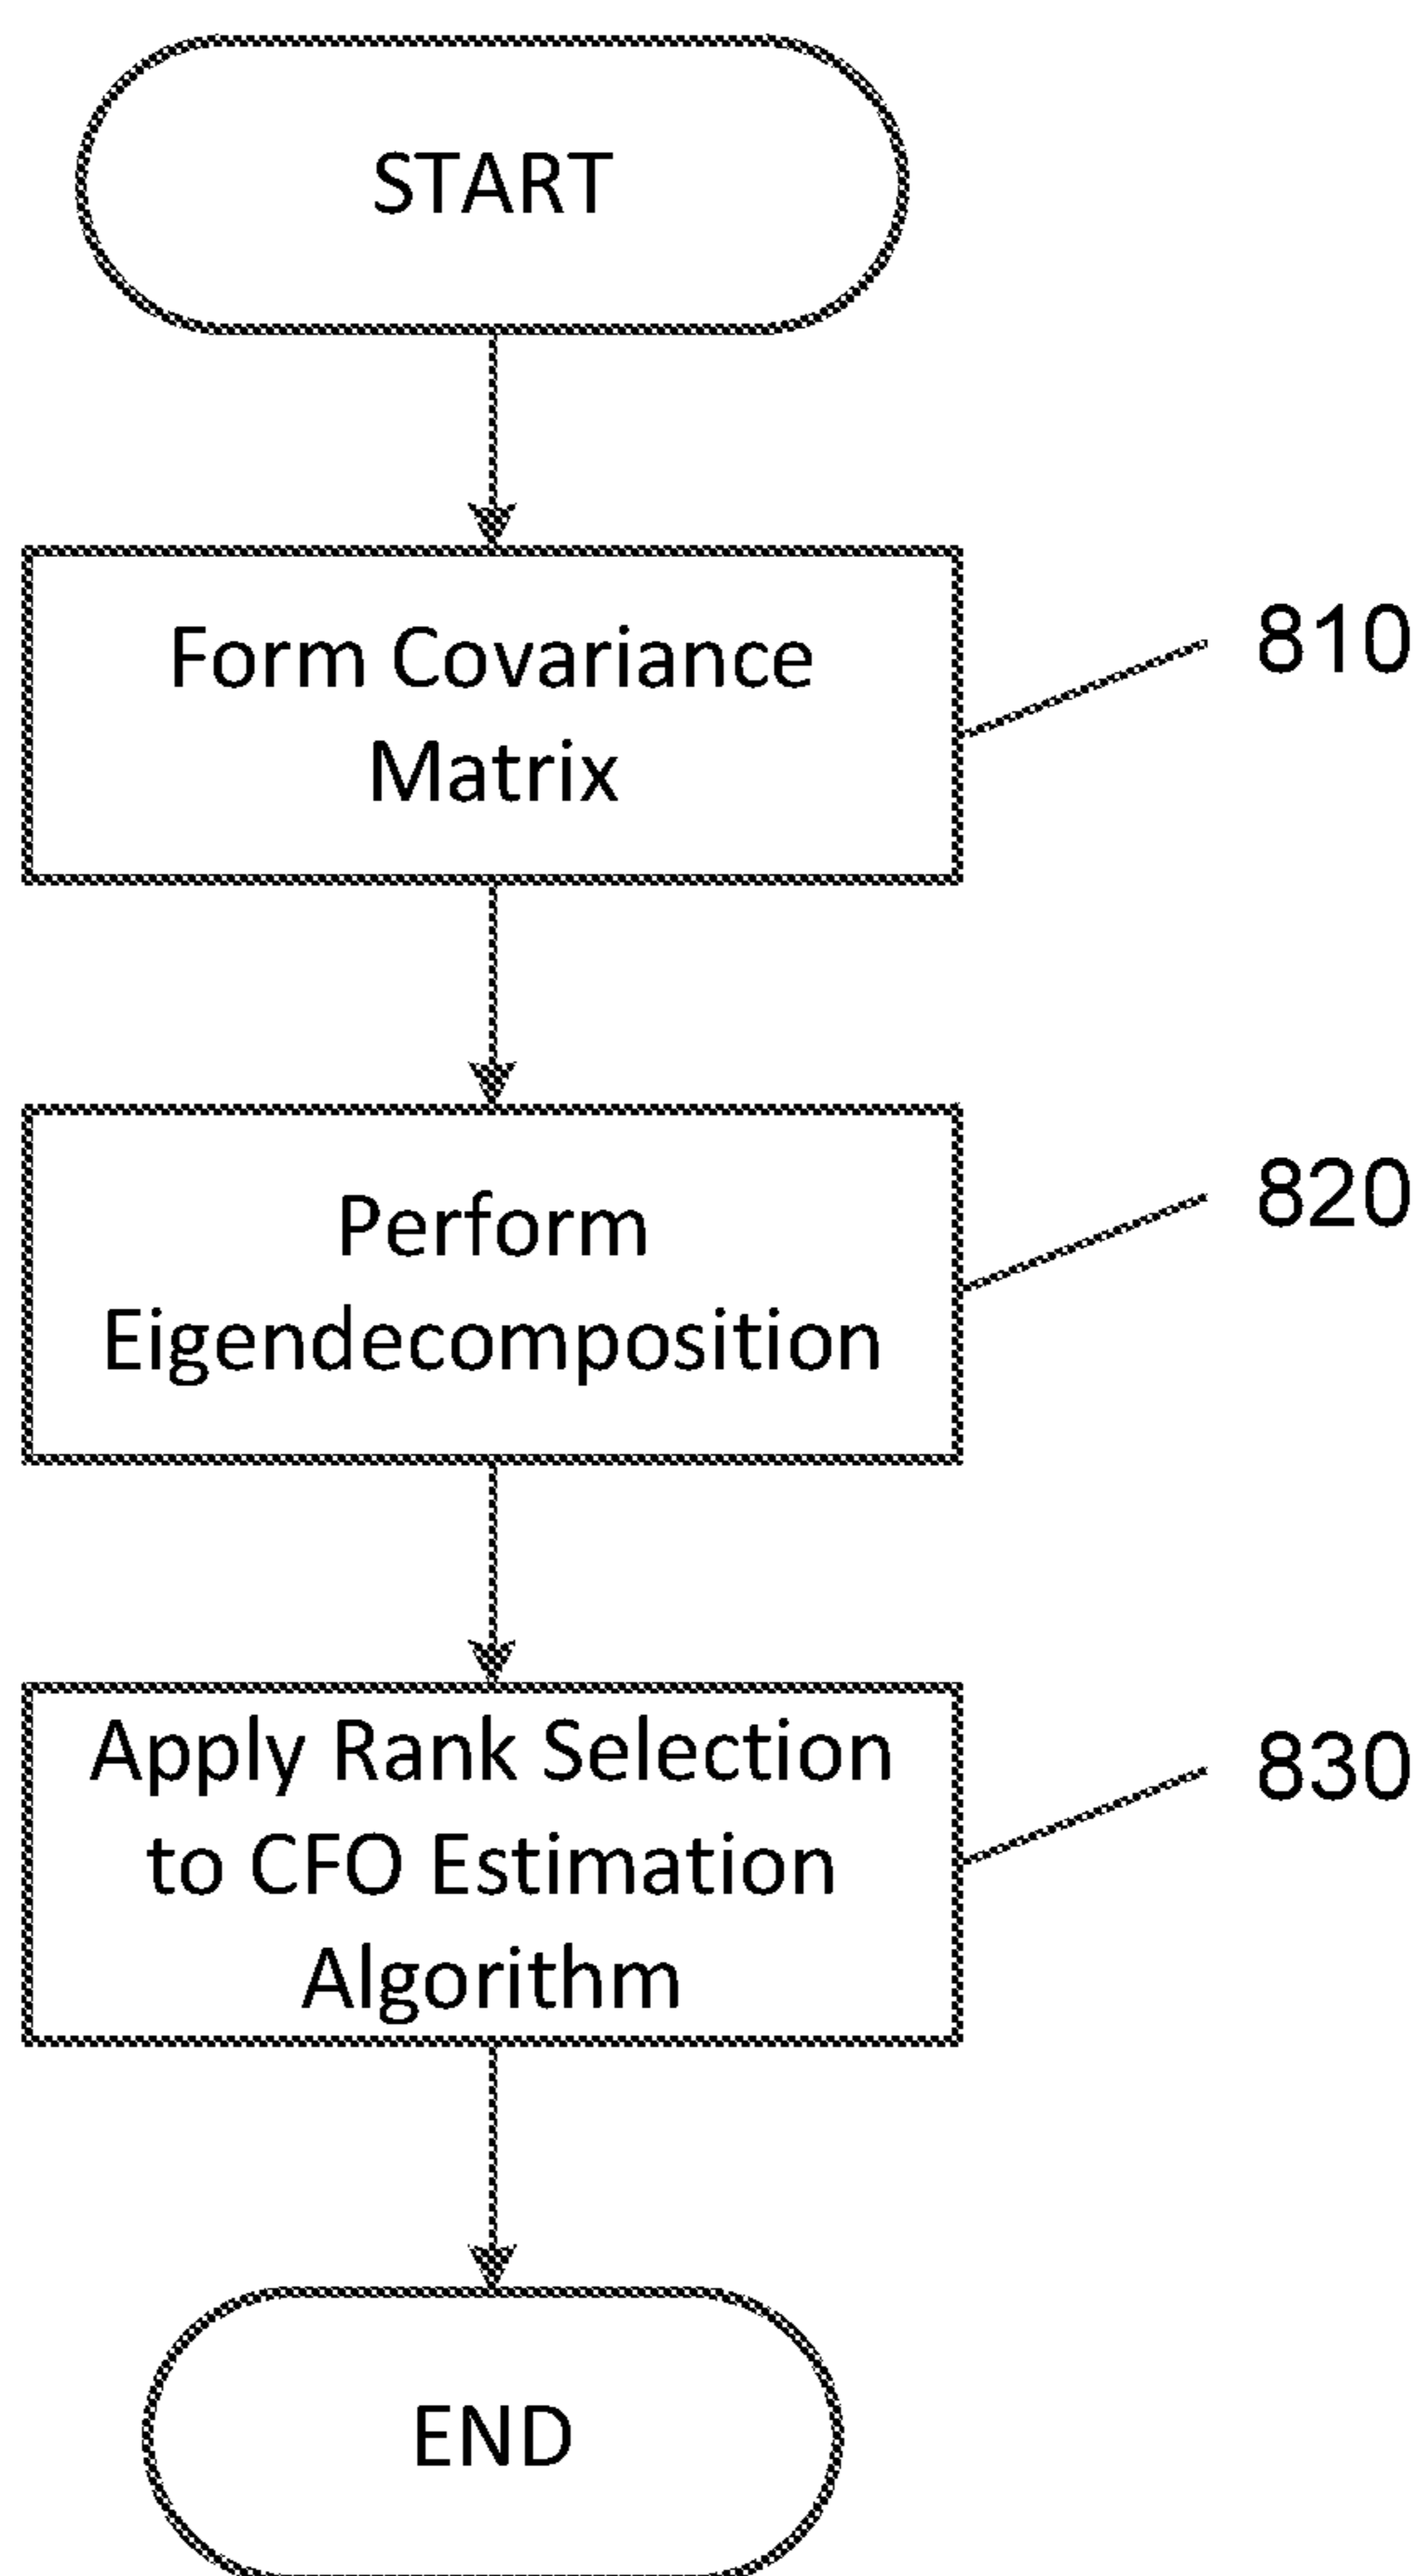 START
Form Covariance
Matrix
810
Perform
Eigendecomposition
820
Apply Rank Selection
to CFO Estimation
Algorithm
830
END